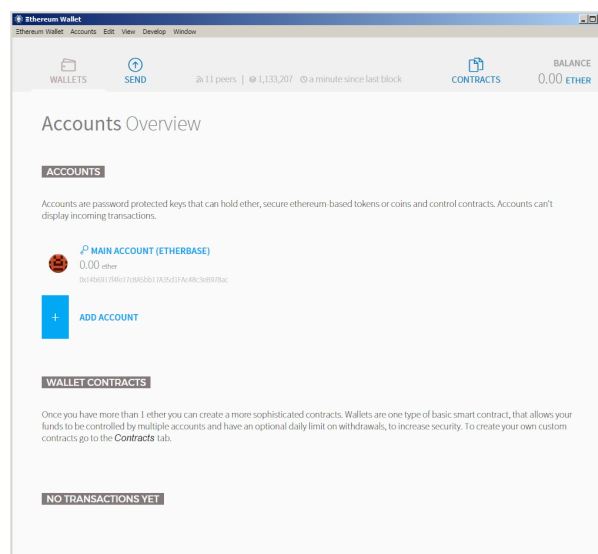 Ethereum Wallet
Ethereum Wallet Accounts Edit View Develop Window
WALLETS
SEND
11 peers | 1,133,207 a minute since last block
CONTRACTS
BALANCE
0.00 ETHER
Accounts Overview
ACCOUNTS
Accounts are password protected keys that can hold ether, secure ethereum-based tokens or coins and control contracts. Accounts can't
display incoming transactions.
MAIN ACCOUNT (ETHERBASE)
0.00 ether
+ ADD ACCOUNT
WALLET CONTRACTS
Once you have more than 1 ether you can create a more sophisticated contracts. Wallets are one type of basic smart contract, that allows your
funds to be controlled by multiple accounts and have an optional daily limit on withdrawals, to increase security. To create your own custom
contracts go to the Contracts tab.
NO TRANSACTIONS YET